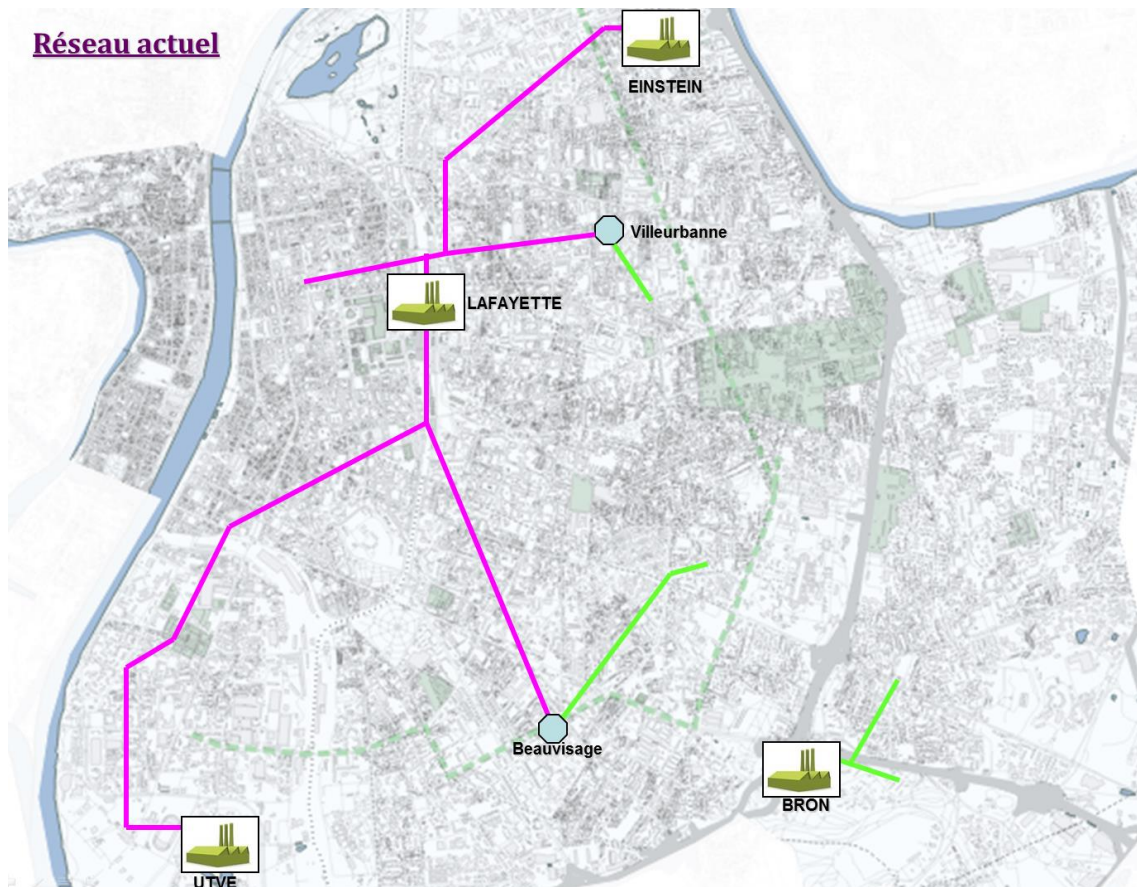 Réseau actuel
EINSTEIN
Villeurbanne
LAFAYETTE
Beauvisage
BRON
UTVE